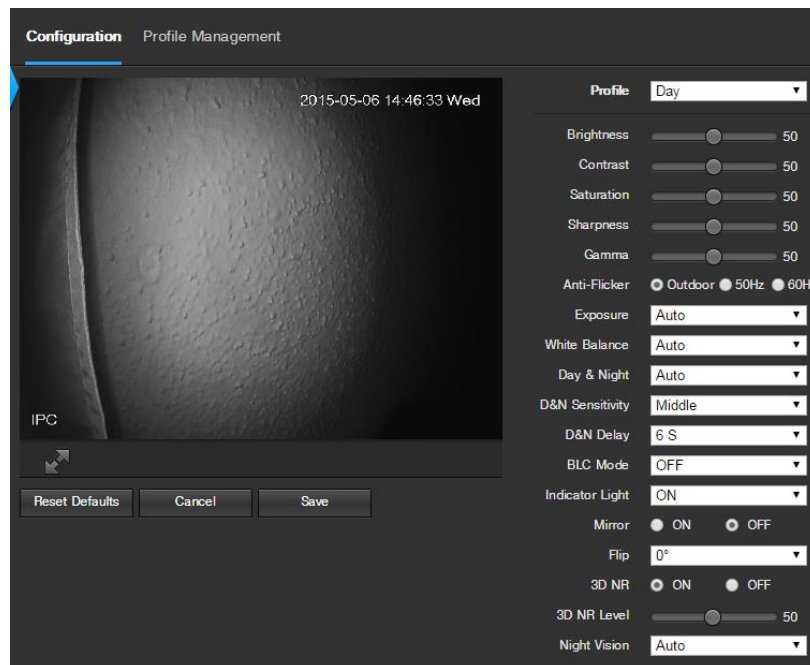 Configuration Profile Management
2015-05-06 14:46:33 Wed
IPC
Reset Defaults Cancel Save
Profile Day
Brightness 50
Contrast 50
Saturation 50
Sharpness 50
Gamma 50
Anti-Flicker Outdoor 50Hz 60H
Exposure Auto
White Balance Auto
Day & Night Auto
D&N Sensitivity Middle
D&N Delay 6 S
BLC Mode OFF
Indicator Light ON
Mirror ON OFF
Flip 0°
3D NR ON OFF
3D NR Level 50
Night Vision Auto